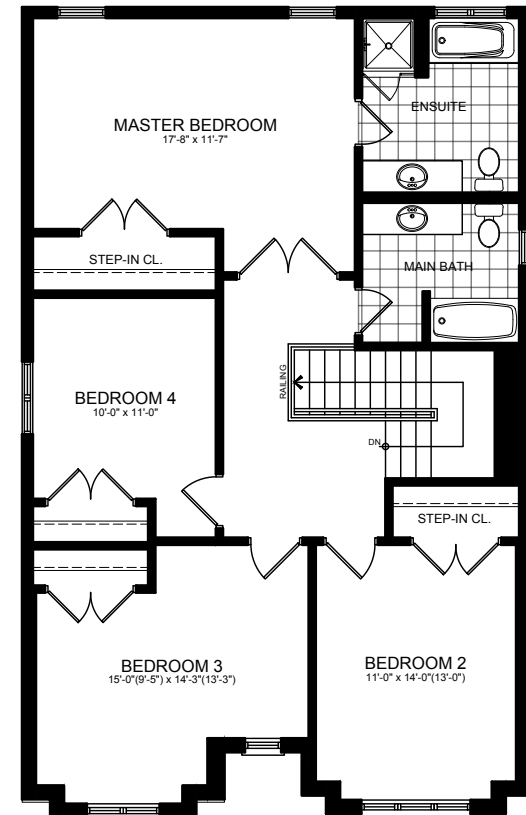 ENSUITE
MASTER BEDROOM
17'-8" x 11'-7"
STEP-IN CL.
MAIN BATH
RAILING
BEDROOM 4
10'-0" x 11'-0"
DN
STEP-IN CL.
BEDROOM 3
15'-0"(9'-5") x 14'-3"(13'-3")
BEDROOM 2
11'-0" x 14'-0"(13'-0")